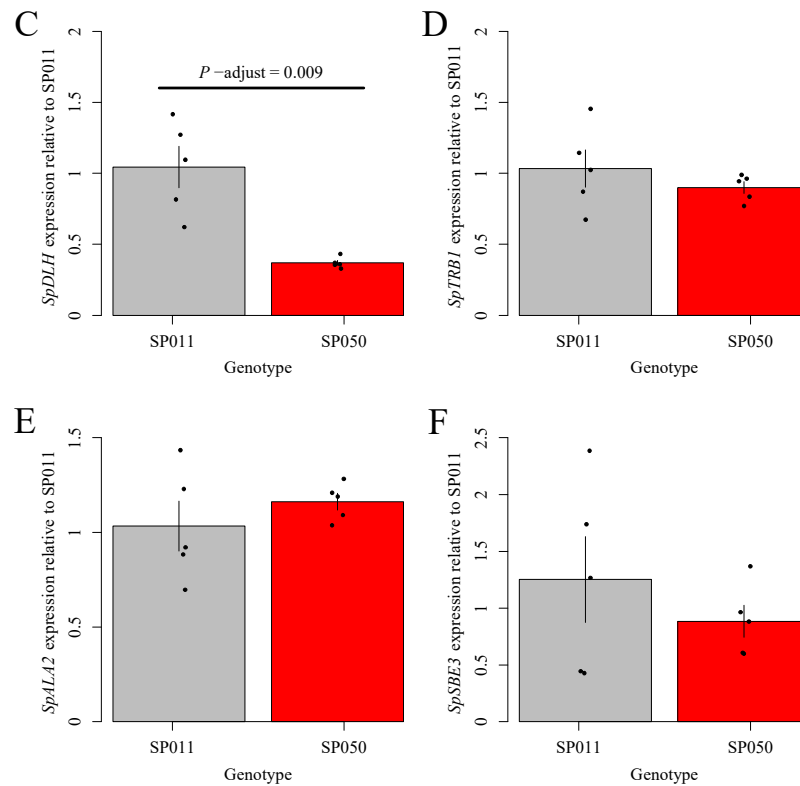 C
SpDLH expression relative to SP011
2
1.5
1
0.5
0
P −adjust = 0.009
SP011
SP050
Genotype
D
SpTRB1 expression relative to SP011
2
1.5
1
0.5
0
SP011
SP050
Genotype
E
SpALA2 expression relative to SP011
1.5
1
0.5
0
SP011
SP050
Genotype
F
SpSBE3 expression relative to SP011
2.5
2
1.5
1
0.5
0
SP011
SP050
Genotype